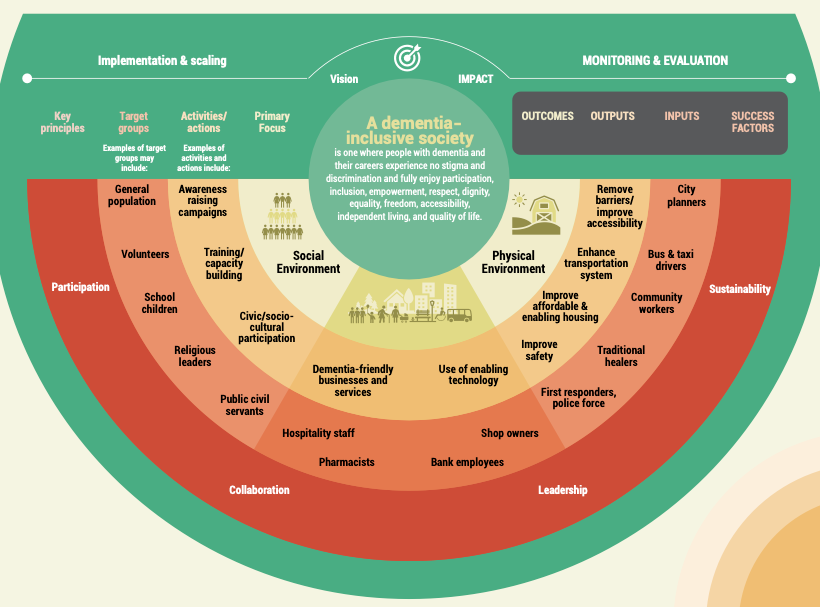 Implementation & scaling
MONITORING & EVALUATION
Vision
IMPACT
Key
principles
Target
groups
Activities/
actions
Primary
Focus
Examples of target
groups may
include:
Examples of
activities and
actions include:
OUTCOMES
OUTPUTS
INPUTS
SUCCESS
FACTORS
A dementia-
inclusive society
is one where people with dementia and
their careers experience no stigma and
discrimination and fully enjoy participation,
inclusion, empowerment, respect, dignity,
equality, freedom, accessibility,
independent living, and quality of life.
General
population
Awareness
raising
campaigns
Remove
barriers/
improve
accessibility
City
planners
Volunteers
Training/
capacity
building
Social
Environment
Physical
Environment
Enhance
transportation
system
Bus & taxi
drivers
Participation
Sustainability
School
children
Civic/socio-
cultural
participation
Improve
affordable &
enabling housing
Community
workers
Religious
leaders
Improve
safety
Traditional
healers
Dementia-friendly
businesses and
services
Use of enabling
technology
Public civil
servants
First responders,
police force
Hospitality staff
Shop owners
Pharmacists
Bank employees
Collaboration
Leadership